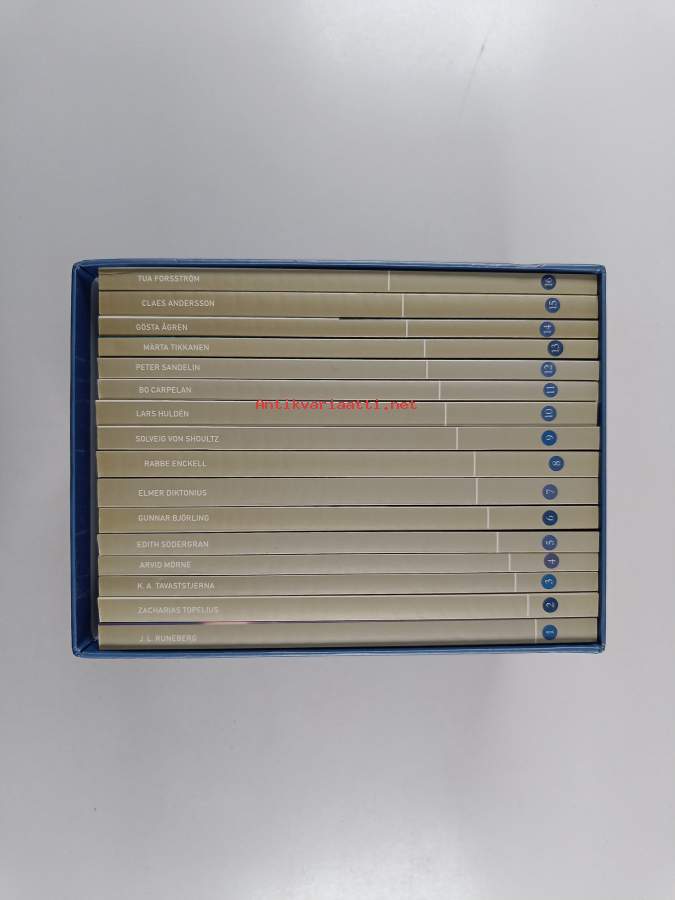 TUA FORSSTRÖM 16
CLAES ANDERSSON 15
GÖSTA ÅGREN 14
MÄRTA TIKKANEN 13
PETER SANDELIN 12
BO CARPELAN 11
Antikvariaatti.net
LARS HULDÉN 10
SOLVEIG VON SHOULTZ 9
RABBE ENCKELL 8
ELMER DIKTONIUS 7
GUNNAR BJÖRLING 6
EDITH SÖDERGRAN 5
ARVID MÖRNE 4
K. A. TAVASTSTJERNA 3
ZACHARIAS TOPELIUS 2
J.L. RUNEBERG 1